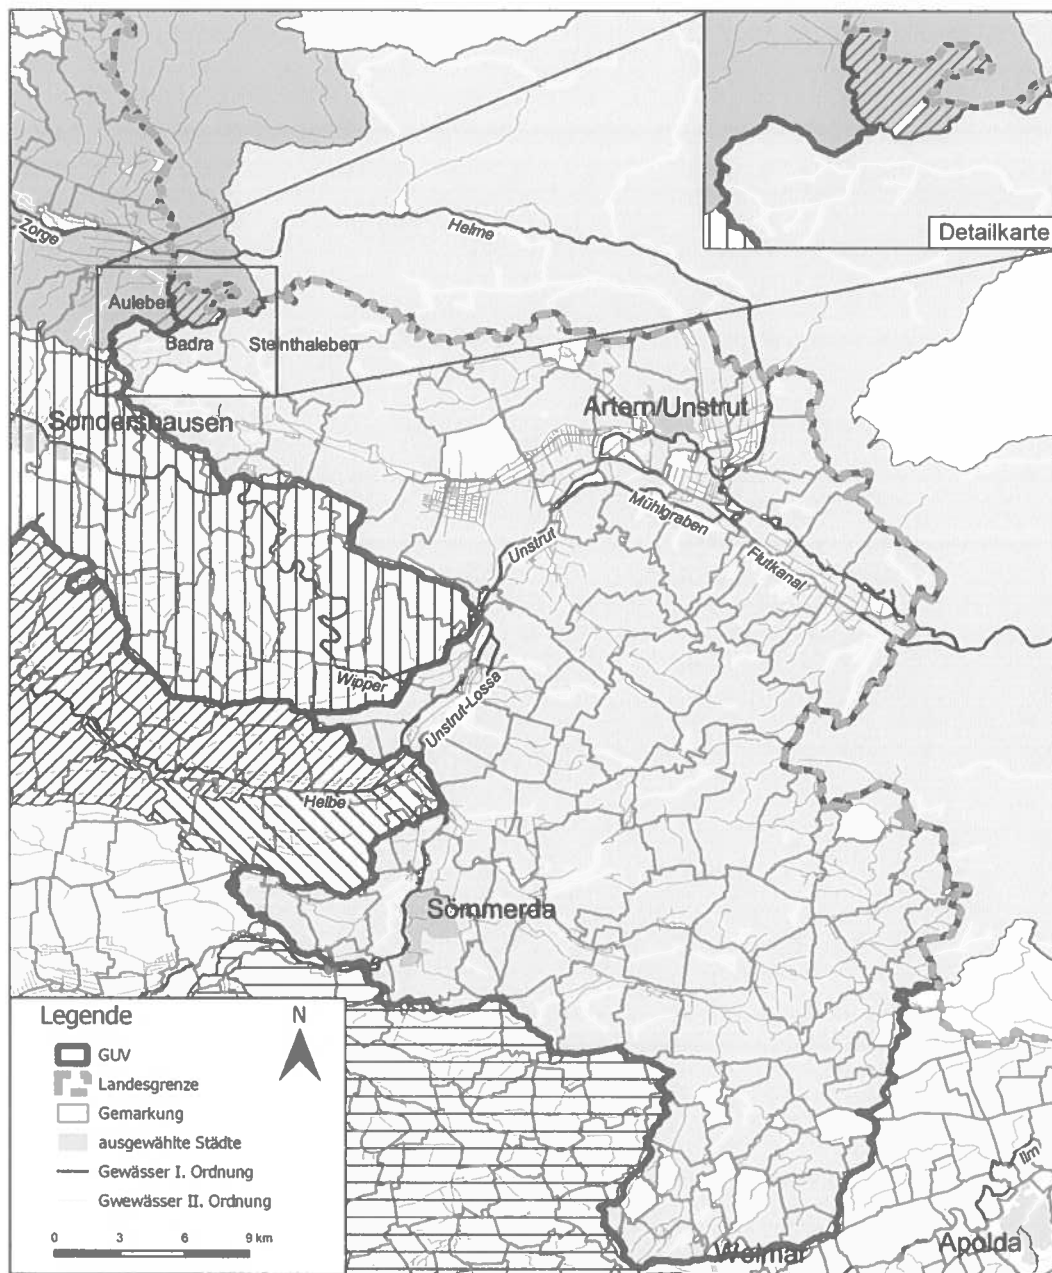 Detailkarte
Zorge
Helme
Auleben
Badra
Steinthaleben
Sondershausen
Artern/Unstrut
Mühlgraben
Unstrut
Flutkanal
Wipper
Unstrut-Lossa
Helbe
Sömmerda
Legende
N
GUV
Landesgrenze
Gemarkung
ausgewählte Städte
Gewässer I. Ordnung
Gwewässer II. Ordnung
0 3 6 9 km
Ilm
Weimar
Apolda